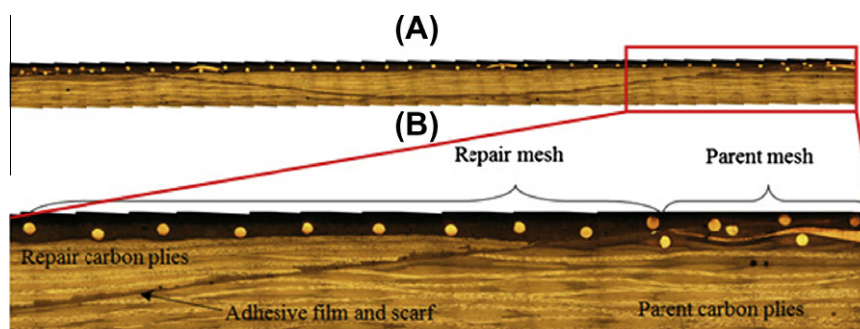 (A)
(B)
Repair mesh
Parent mesh
Repair carbon plies
Adhesive film and scarf
Parent carbon plies